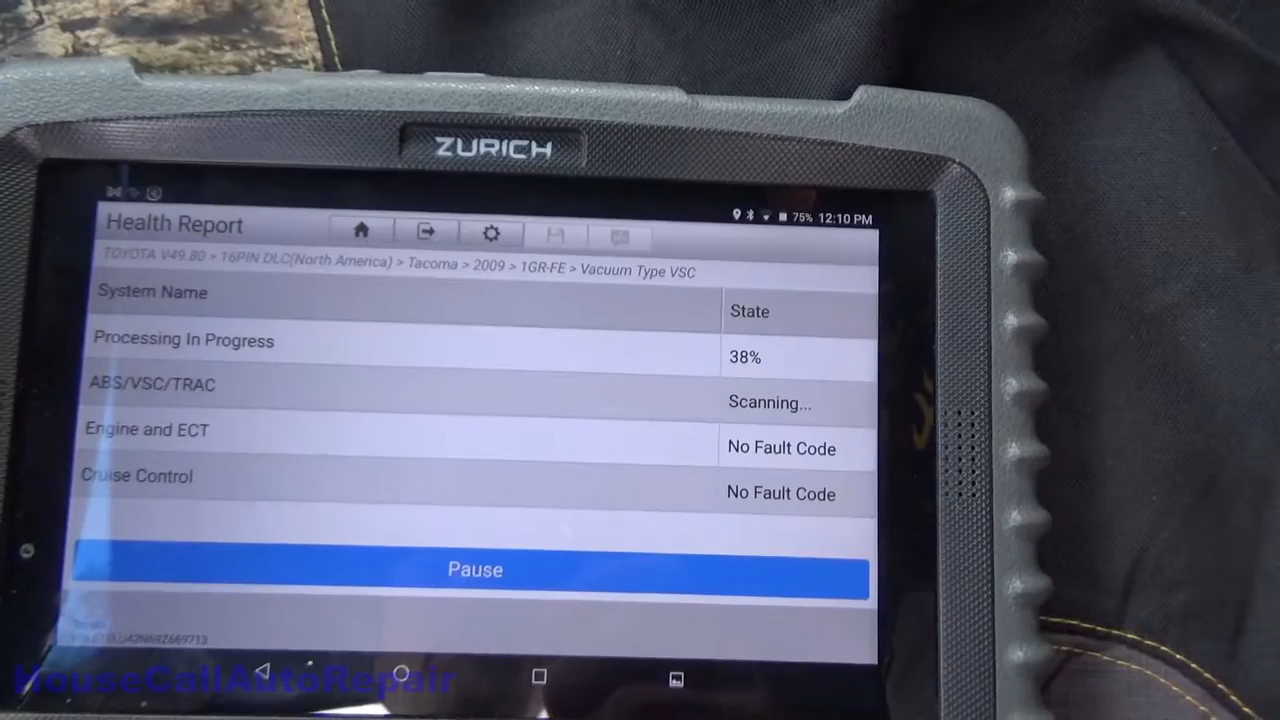 ZURICH
75% 12:10 PM
Health Report
TOYOTA V49.80 > 16PIN DLC(North America) > Tacoma > 2009 > 1GR-FE > Vacuum Type VSC
System Name State
Processing In Progress 38%
ABS/VSC/TRAC Scanning...
Engine and ECT No Fault Code
Cruise Control No Fault Code
Pause
HouseCallAutoRepair